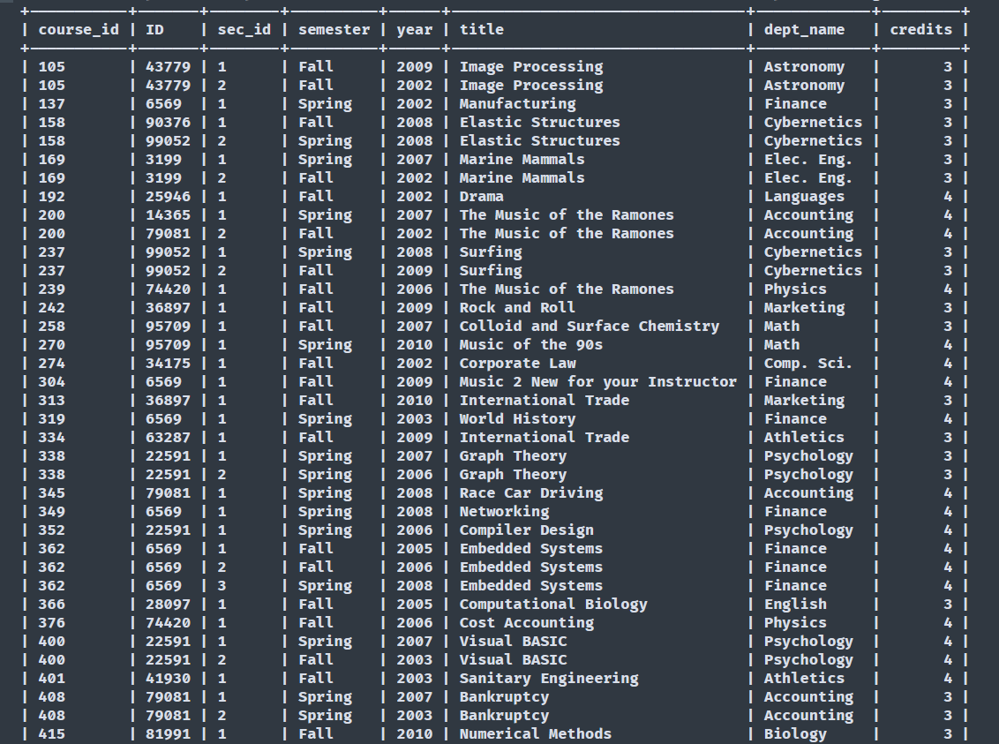 | course_id | ID    | sec_id | semester | year | title                           | dept_name   | credits |
| 105       | 43779 | 1      | Fall     | 2009 | Image Processing                | Astronomy   |       3 |
| 105       | 43779 | 2      | Fall     | 2002 | Image Processing                | Astronomy   |       3 |
| 137       | 6569  | 1      | Spring   | 2002 | Manufacturing                   | Finance     |       3 |
| 158       | 90376 | 1      | Fall     | 2008 | Elastic Structures              | Cybernetics |       3 |
| 158       | 99052 | 2      | Spring   | 2008 | Elastic Structures              | Cybernetics |       3 |
| 169       | 3199  | 1      | Spring   | 2007 | Marine Mammals                  | Elec. Eng.  |       3 |
| 169       | 3199  | 2      | Fall     | 2002 | Marine Mammals                  | Elec. Eng.  |       3 |
| 192       | 25946 | 1      | Fall     | 2002 | Drama                           | Languages   |       4 |
| 200       | 14365 | 1      | Spring   | 2007 | The Music of the Ramones        | Accounting  |       4 |
| 200       | 79081 | 2      | Fall     | 2002 | The Music of the Ramones        | Accounting  |       4 |
| 237       | 99052 | 1      | Spring   | 2008 | Surfing                         | Cybernetics |       3 |
| 237       | 99052 | 2      | Fall     | 2009 | Surfing                         | Cybernetics |       3 |
| 239       | 74420 | 1      | Fall     | 2006 | The Music of the Ramones        | Physics     |       4 |
| 242       | 36897 | 1      | Fall     | 2009 | Rock and Roll                   | Marketing   |       3 |
| 258       | 95709 | 1      | Fall     | 2007 | Colloid and Surface Chemistry   | Math        |       3 |
| 270       | 95709 | 1      | Spring   | 2010 | Music of the 90s                | Math        |       4 |
| 274       | 34175 | 1      | Fall     | 2002 | Corporate Law                   | Comp. Sci.  |       4 |
| 304       | 6569  | 1      | Fall     | 2009 | Music 2 New for your Instructor | Finance     |       4 |
| 313       | 36897 | 1      | Fall     | 2010 | International Trade             | Marketing   |       3 |
| 319       | 6569  | 1      | Spring   | 2003 | World History                   | Finance     |       4 |
| 334       | 63287 | 1      | Fall     | 2009 | International Trade             | Athletics   |       3 |
| 338       | 22591 | 1      | Spring   | 2007 | Graph Theory                    | Psychology  |       3 |
| 338       | 22591 | 2      | Spring   | 2006 | Graph Theory                    | Psychology  |       3 |
| 345       | 79081 | 1      | Spring   | 2008 | Race Car Driving                | Accounting  |       4 |
| 349       | 6569  | 1      | Spring   | 2008 | Networking                      | Finance     |       4 |
| 352       | 22591 | 1      | Spring   | 2006 | Compiler Design                 | Psychology  |       4 |
| 362       | 6569  | 1      | Fall     | 2005 | Embedded Systems                | Finance     |       4 |
| 362       | 6569  | 2      | Fall     | 2006 | Embedded Systems                | Finance     |       4 |
| 362       | 6569  | 3      | Spring   | 2008 | Embedded Systems                | Finance     |       4 |
| 366       | 28097 | 1      | Fall     | 2005 | Computational Biology           | English     |       3 |
| 376       | 74420 | 1      | Fall     | 2006 | Cost Accounting                 | Physics     |       4 |
| 400       | 22591 | 1      | Spring   | 2007 | Visual BASIC                    | Psychology  |       4 |
| 400       | 22591 | 2      | Fall     | 2003 | Visual BASIC                    | Psychology  |       4 |
| 401       | 41930 | 1      | Fall     | 2003 | Sanitary Engineering            | Athletics   |       4 |
| 408       | 79081 | 1      | Spring   | 2007 | Bankruptcy                      | Accounting  |       3 |
| 408       | 79081 | 2      | Spring   | 2003 | Bankruptcy                      | Accounting  |       3 |
| 415       | 81991 | 1      | Fall     | 2010 | Numerical Methods               | Biology     |       3 |